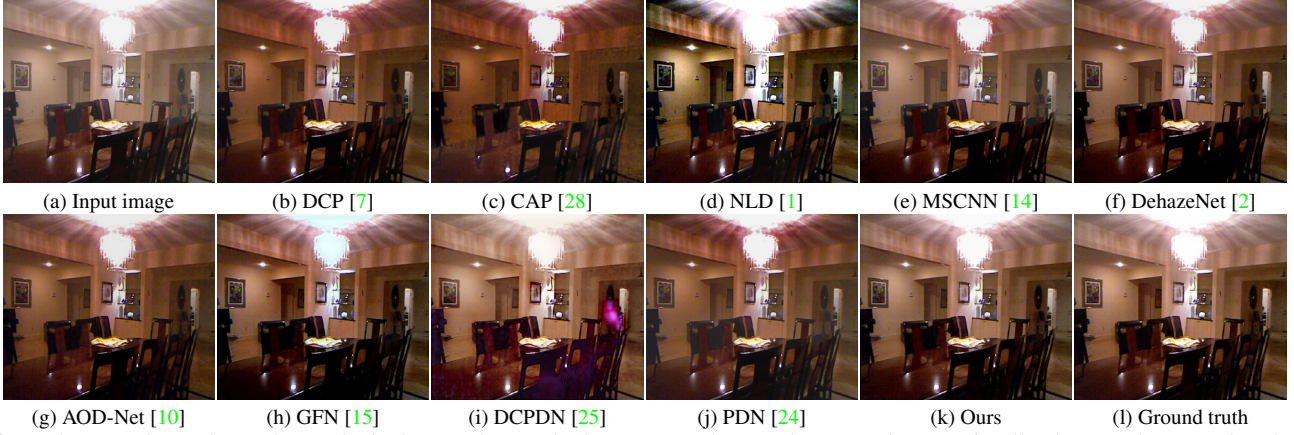 (a) Input image
(b) DCP [7]
(c) CAP [28]
(d) NLD [1]
(e) MSCNN [14]
(f) DehazeNet [2]
(g) AOD-Net [10]
(h) GFN [15]
(i) DCPDN [25]
(j) PDN [24]
(k) Ours
(l) Ground truth